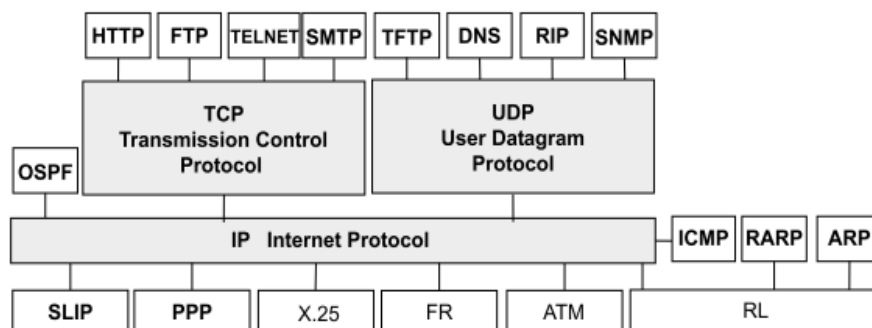 HTTP FTP TELNET SMTP TFTP DNS RIP SNMP
TCP
Transmission Control
Protocol
UDP
User Datagram
Protocol
OSPF
IP Internet Protocol
ICMP RARP ARP
SLIP PPP X.25 FR ATM RL